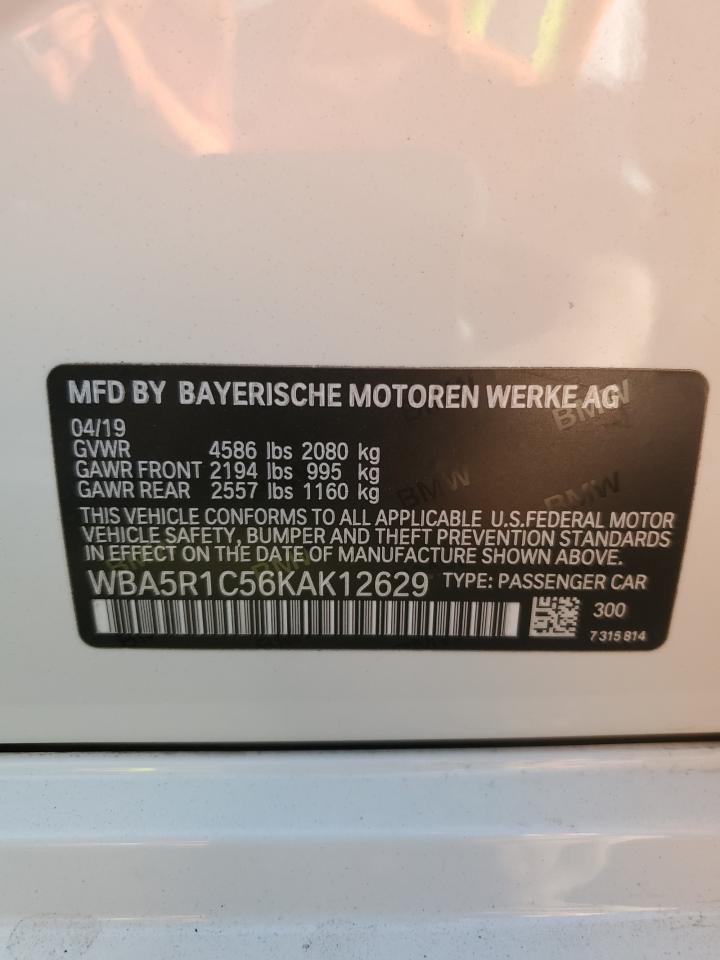 MFD BY BAYERISCHE MOTOREN WERKE AG
04/19
GVWR 4586 lbs 2080 kg
GAWR FRONT 2194 lbs 995 kg
GAWR REAR 2557 lbs 1160 kg
THIS VEHICLE CONFORMS TO ALL APPLICABLE U.S.FEDERAL MOTOR
VEHICLE SAFETY, BUMPER AND THEFT PREVENTION STANDARDS
IN EFFECT ON THE DATE OF MANUFACTURE SHOWN ABOVE.
WBA5R1C56KAK12629 TYPE: PASSENGER CAR
300
7 315 814
BMW
BMW
BMW